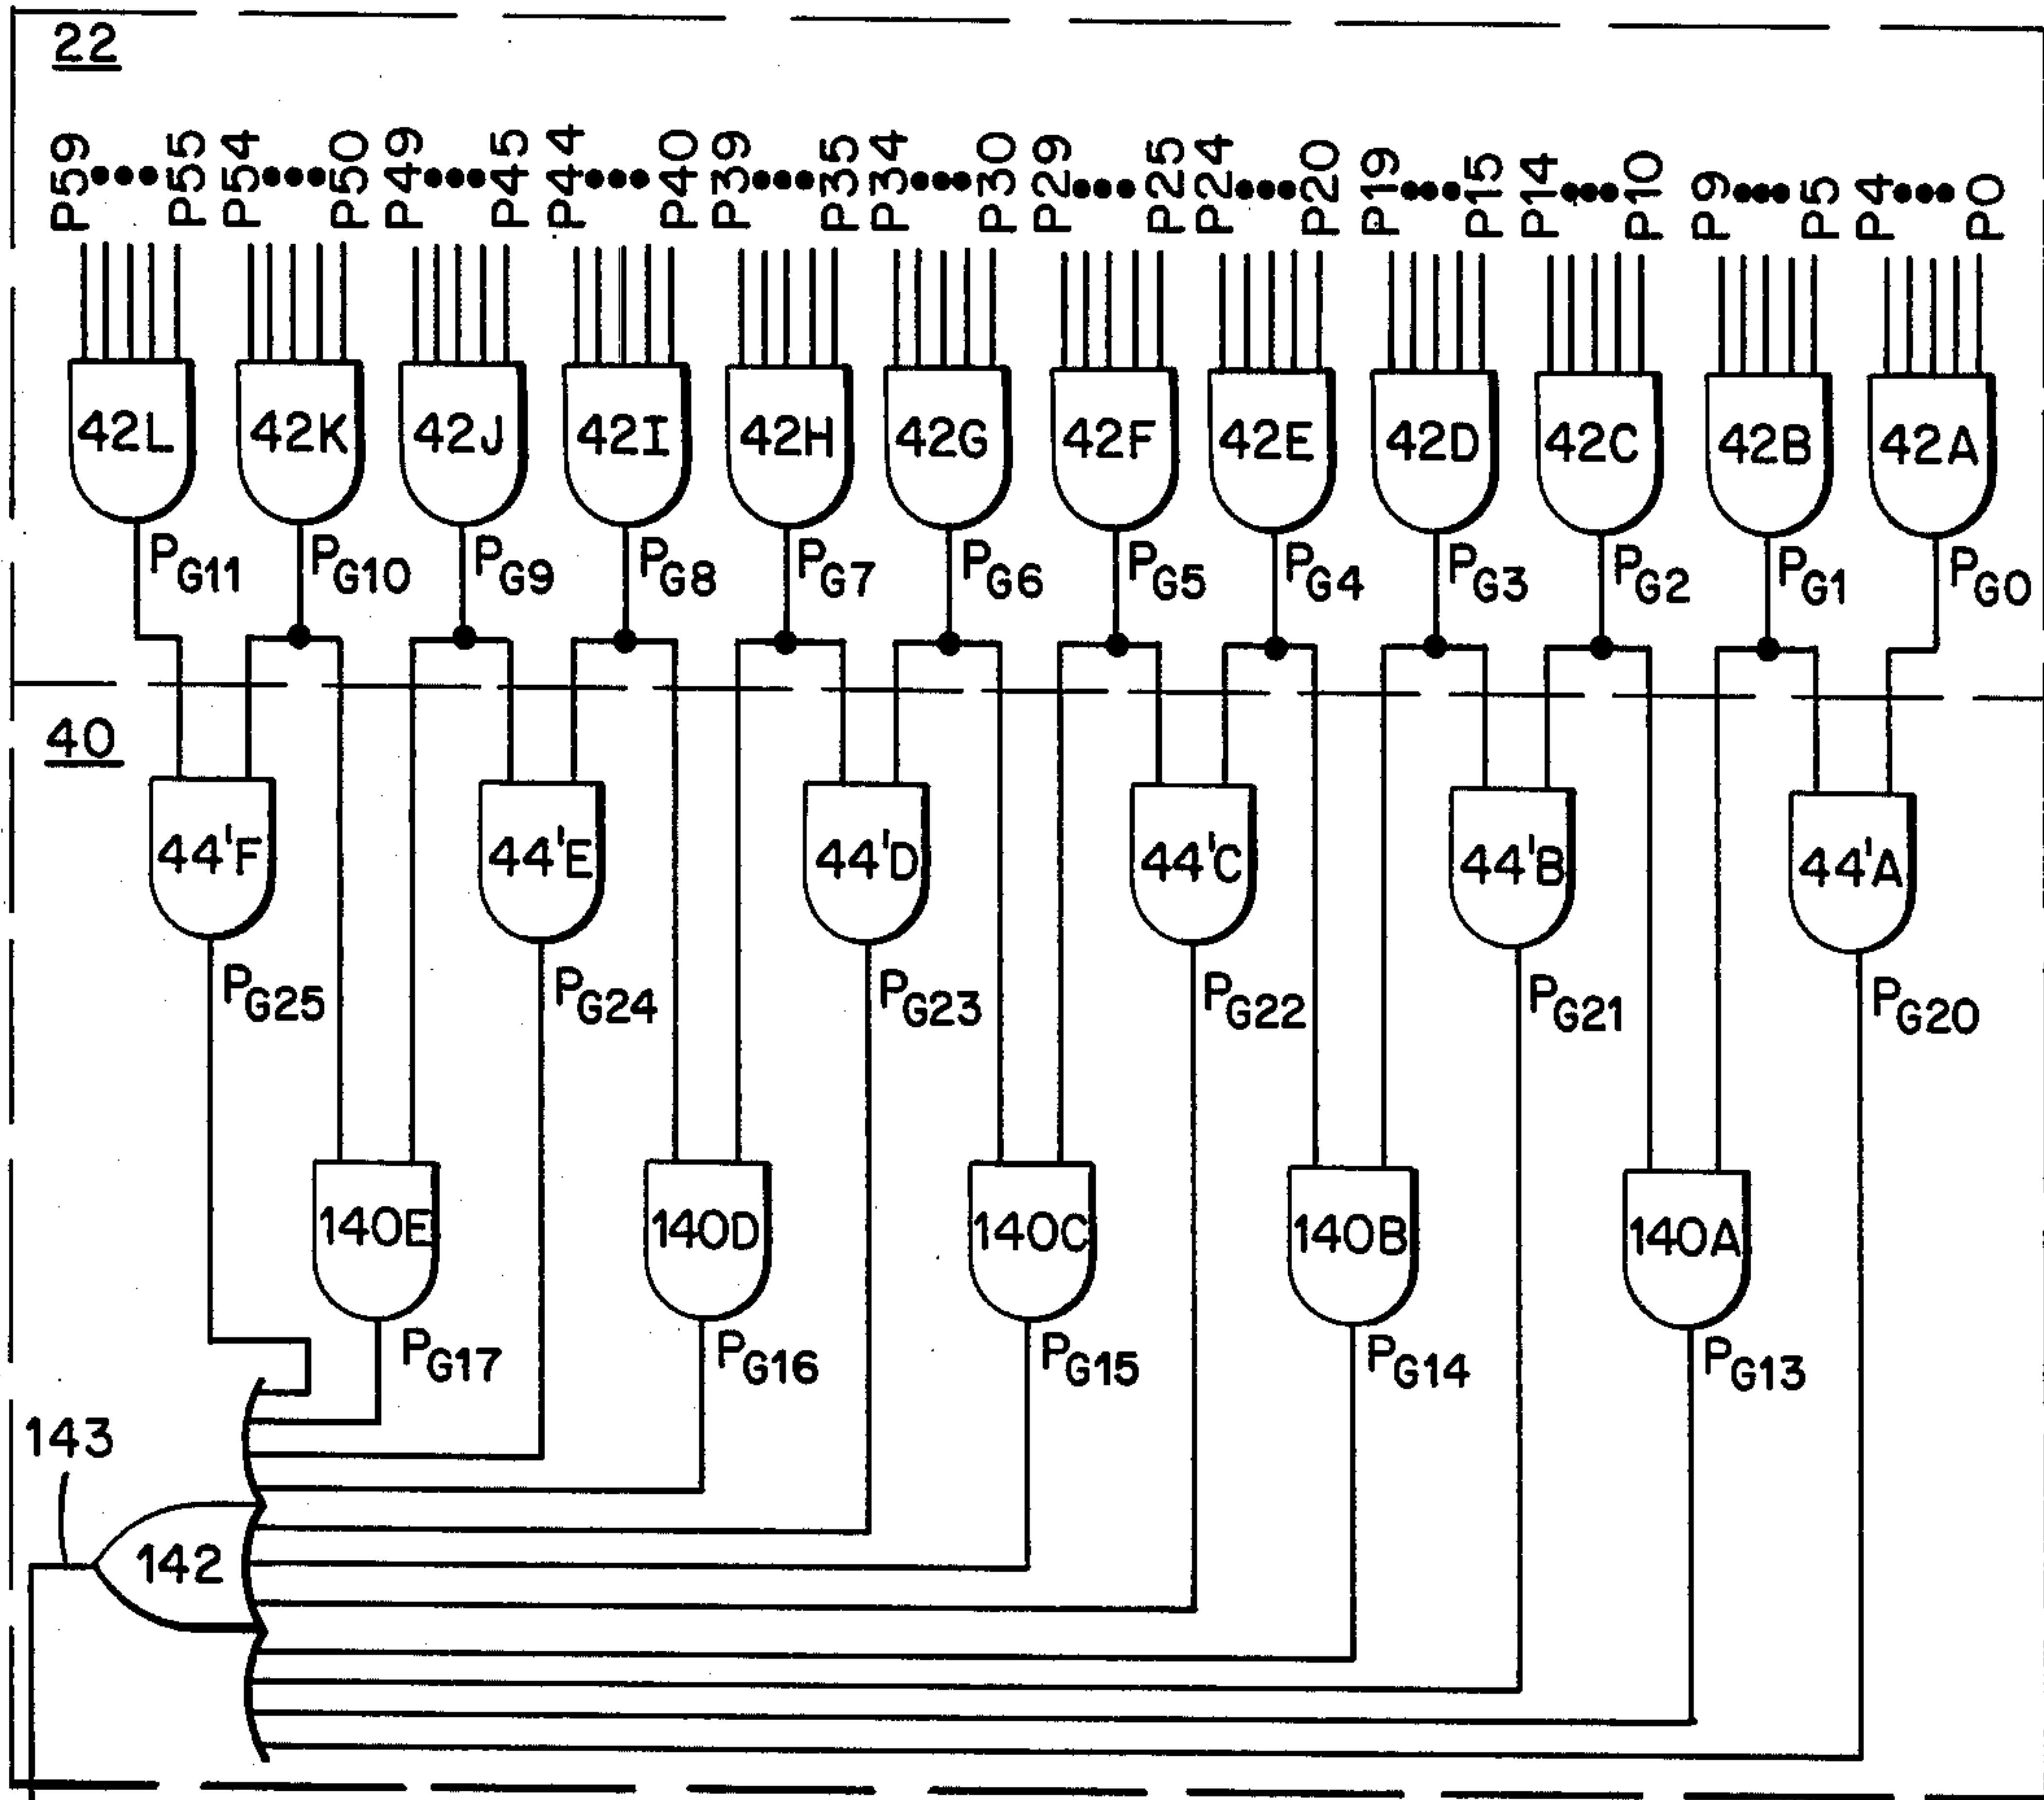 22
P59•••P55 P54•••P50 P49•••P45 P44•••P40 P39•••P35 P34•••P30 P29•••P25 P24•••P20 P19•••P15 P14•••P10 P9•••P5 P4•••P0
42L 42K 42J 42I 42H 42G 42F 42E 42D 42C 42B 42A
PG11 PG10 PG9 PG8 PG7 PG6 PG5 PG4 PG3 PG2 PG1 PG0
40
44'F 44'E 44'D 44'C 44'B 44'A
PG25 PG24 PG23 PG22 PG21 PG20
140E 140D 140C 140B 140A
PG17 PG16 PG15 PG14 PG13
143
142